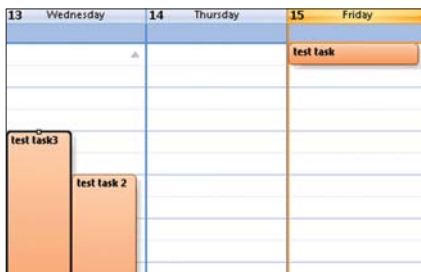 13 Wednesday 14 Thursday 15 Friday
test task
test task3
test task 2